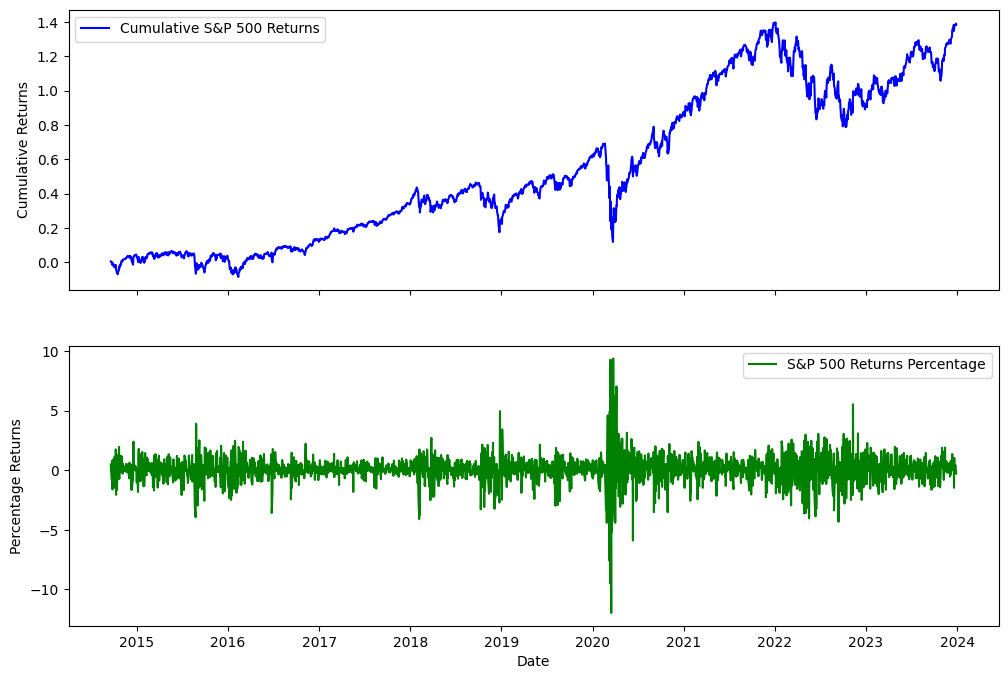 Cumulative S&P 500 Returns
Cumulative Returns
1.4
1.2
1.0
0.8
0.6
0.4
0.2
0.0
S&P 500 Returns Percentage
Percentage Returns
10
5
0
−5
−10
2015 2016 2017 2018 2019 2020 2021 2022 2023 2024
Date